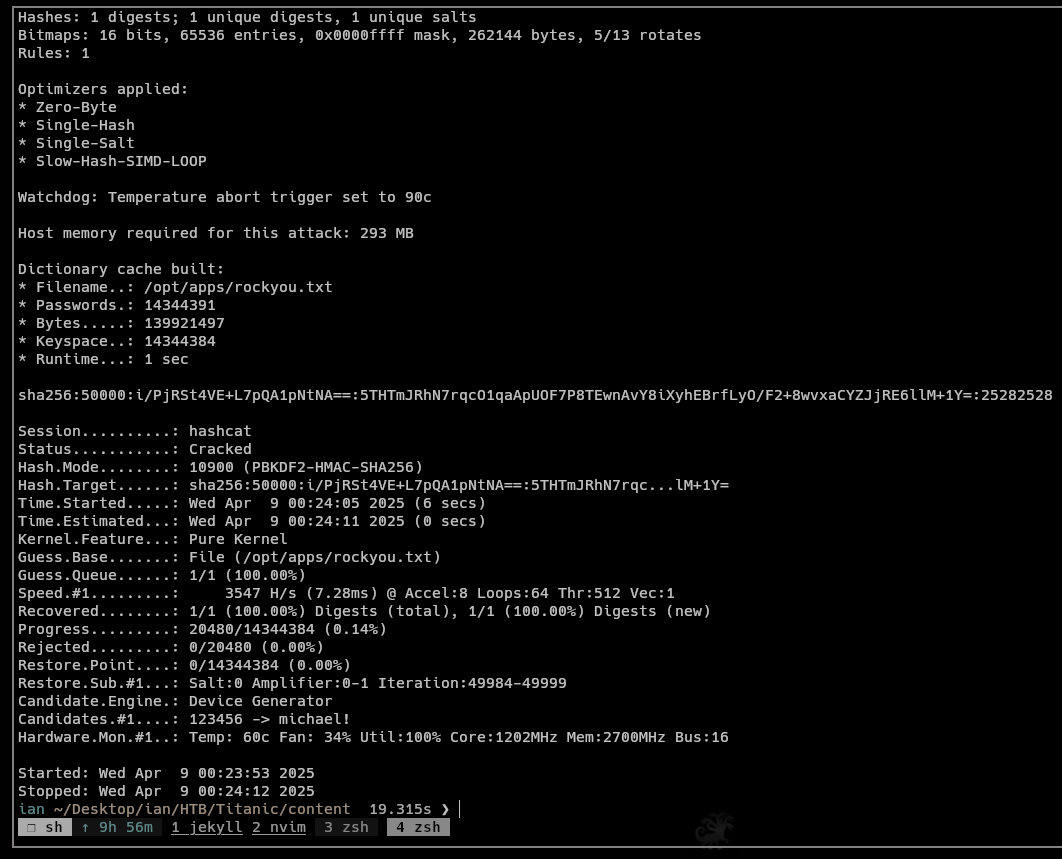 Hashes: 1 digests; 1 unique digests, 1 unique salts
Bitmaps: 16 bits, 65536 entries, 0x0000ffff mask, 262144 bytes, 5/13 rotates
Rules: 1
Optimizers applied:
* Zero-Byte
* Single-Hash
* Single-Salt
* Slow-Hash-SIMD-LOOP
Watchdog: Temperature abort trigger set to 90c
Host memory required for this attack: 293 MB
Dictionary cache built:
* Filename..: /opt/apps/rockyou.txt
* Passwords.: 14344391
* Bytes.....: 139921497
* Keyspace..: 14344384
* Runtime...: 1 sec
sha256:50000:i/PjRSt4VE+L7pQA1pNtNA==:5THTmJRhN7rqcO1qaApUOF7P8TEwnAvY8iXyhEBrfLyO/F2+8wvxaCYZJjRE6llM+1Y=:25282528
Session..........: hashcat
Status...........: Cracked
Hash.Mode........: 10900 (PBKDF2-HMAC-SHA256)
Hash.Target......: sha256:50000:i/PjRSt4VE+L7pQA1pNtNA==:5THTmJRhN7rqc...lM+1Y=
Time.Started.....: Wed Apr  9 00:24:05 2025 (6 secs)
Time.Estimated...: Wed Apr  9 00:24:11 2025 (0 secs)
Kernel.Feature...: Pure Kernel
Guess.Base.......: File (/opt/apps/rockyou.txt)
Guess.Queue......: 1/1 (100.00%)
Speed.#1.........:     3547 H/s (7.28ms) @ Accel:8 Loops:64 Thr:512 Vec:1
Recovered........: 1/1 (100.00%) Digests (total), 1/1 (100.00%) Digests (new)
Progress.........: 20480/14344384 (0.14%)
Rejected.........: 0/20480 (0.00%)
Restore.Point....: 0/14344384 (0.00%)
Restore.Sub.#1...: Salt:0 Amplifier:0-1 Iteration:49984-49999
Candidate.Engine.: Device Generator
Candidates.#1....: 123456 -> michael!
Hardware.Mon.#1..: Temp: 60c Fan: 34% Util:100% Core:1202MHz Mem:2700MHz Bus:16
Started: Wed Apr  9 00:23:53 2025
Stopped: Wed Apr  9 00:24:12 2025
ian ~/Desktop/ian/HTB/Titanic/content  19.315s ❯
❐ sh ↑ 9h 56m 1 jekyll 2 nvim 3 zsh 4 zsh